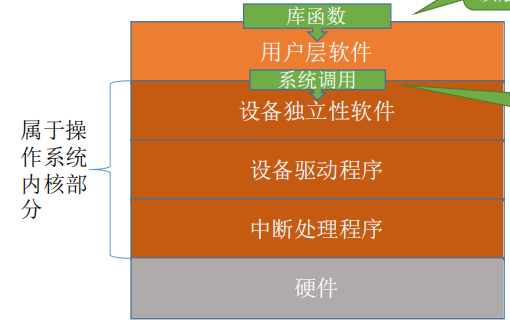 库函数
用户层软件
系统调用
设备独立性软件
属于操
作系统
内核部
分
设备驱动程序
中断处理程序
硬件